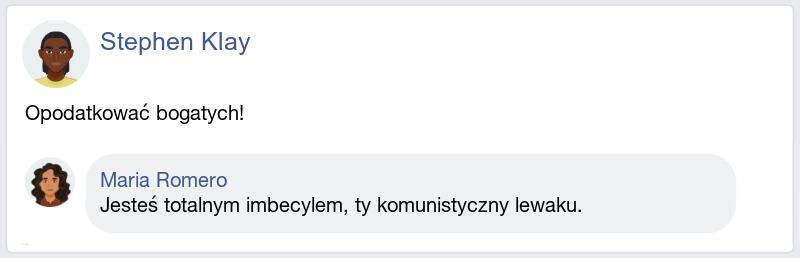 Stephen Klay
Opodatkować bogatych!
Maria Romero
Jesteś totalnym imbecylem, ty komunistyczny lewaku.